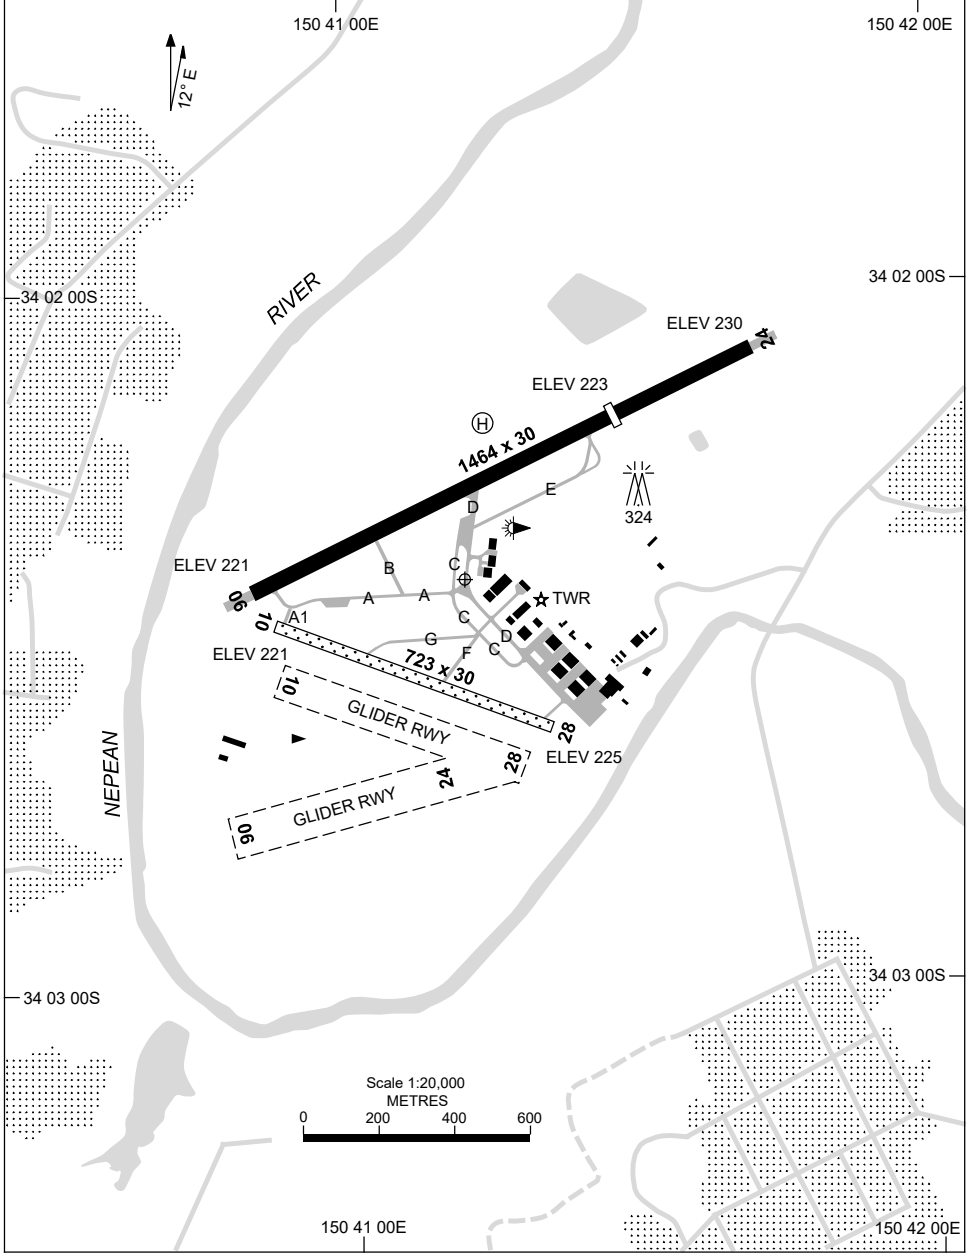 150 41 00E
150 42 00E
12° E
34 02 00S
34 02 00S
RIVER
ELEV 230
24
ELEV 223
H
1464 x 30
E
D
324
ELEV 221
B
C
06
A
A
TWR
10
A1
C
G
D
F
C
ELEV 221
723 x 30
10
GLIDER RWY
28
ELEV 225
28
24
NEPEAN
GLIDER RWY
06
34 03 00S
34 03 00S
Scale 1:20,000
METRES
0 200 400 600
150 41 00E
150 42 00E